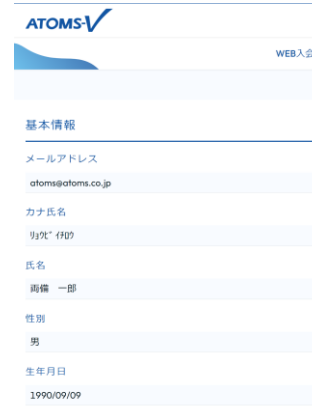 ATOMS-V
WEB入会
基本情報
メールアドレス
atoms@atoms.co.jp
カナ氏名
ﾘｮｳﾋﾞ ｲﾁﾛｳ
氏名
両備　一郎
性別
男
生年月日
1990/09/09